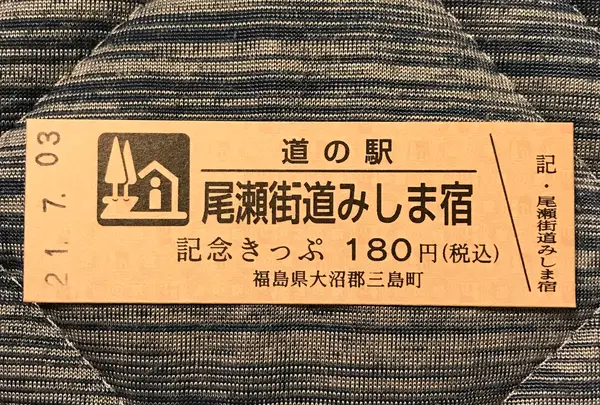 21.7.03
道の駅
尾瀬街道みしま宿
記念きっぷ 180円(税込)
福島県大沼郡三島町
記・尾瀬街道みしま宿